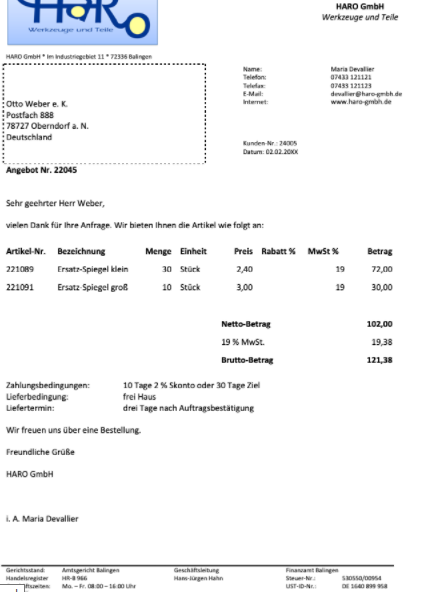 HARO
Werkzeuge und Teile
HARO GmbH
Werkzeuge und Teile
HARO GmbH * Im Industriegebiet 11 * 72336 Balingen
Name: Maria Devallier
Telefon: 07433 121121
Telefax: 07433 121123
E-Mail: devallier@haro-gmbh.de
Internet: www.haro-gmbh.de
Otto Weber e. K.
Postfach 888
78727 Oberndorf a. N.
Deutschland
Kunden-Nr.: 24005
Datum: 02.02.20XX
Angebot Nr. 22045
Sehr geehrter Herr Weber,
vielen Dank für Ihre Anfrage. Wir bieten Ihnen die Artikel wie folgt an:
Artikel-Nr. Bezeichnung Menge Einheit Preis Rabatt % MwSt % Betrag
221089 Ersatz-Spiegel klein 30 Stück 2,40 19 72,00
221091 Ersatz-Spiegel groß 10 Stück 3,00 19 30,00
Netto-Betrag 102,00
19 % MwSt. 19,38
Brutto-Betrag 121,38
Zahlungsbedingungen: 10 Tage 2 % Skonto oder 30 Tage Ziel
Lieferbedingung: frei Haus
Liefertermin: drei Tage nach Auftragsbestätigung
Wir freuen uns über eine Bestellung.
Freundliche Grüße
HARO GmbH
i. A. Maria Devallier
Gerichtsstand: Amtsgericht Balingen Geschäftsleitung Finanzamt Balingen
Handelsregister HR-B 966 Hans-Jürgen Hahn Steuer-Nr.: 530550/00954
ftszeiten: Mo. – Fr. 08:00 – 16:00 Uhr UST-ID-Nr.: DE 1640 899 958